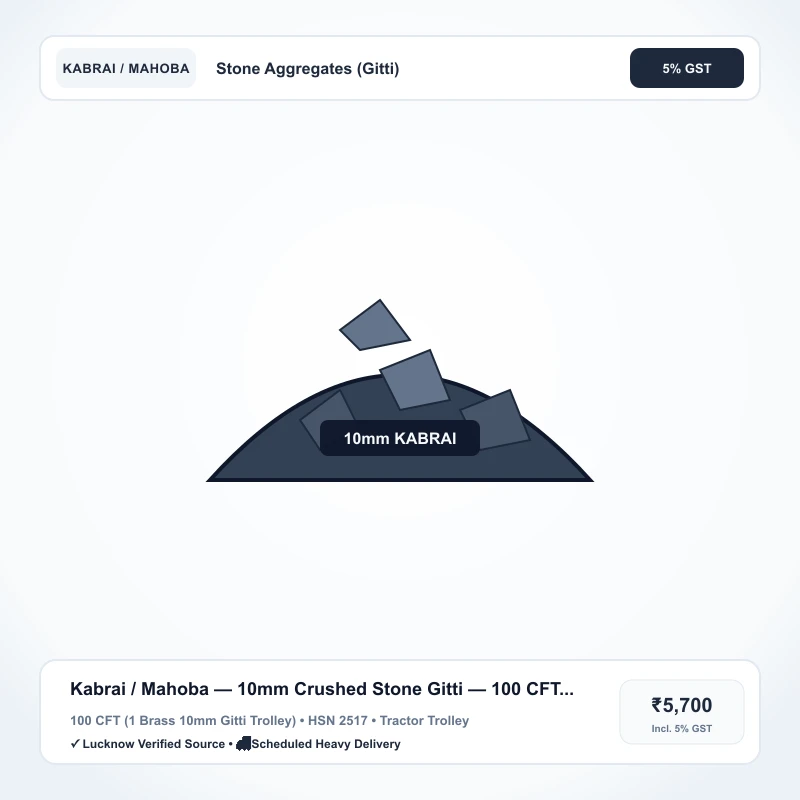 KABRAI / MAHOBA
Stone Aggregates (Gitti)
5% GST
10mm KABRAI
Kabrai / Mahoba — 10mm Crushed Stone Gitti — 100 CFT...
100 CFT (1 Brass 10mm Gitti Trolley) • HSN 2517 • Tractor Trolley
✓ Lucknow Verified Source • 🚚 Scheduled Heavy Delivery
₹5,700
Incl. 5% GST